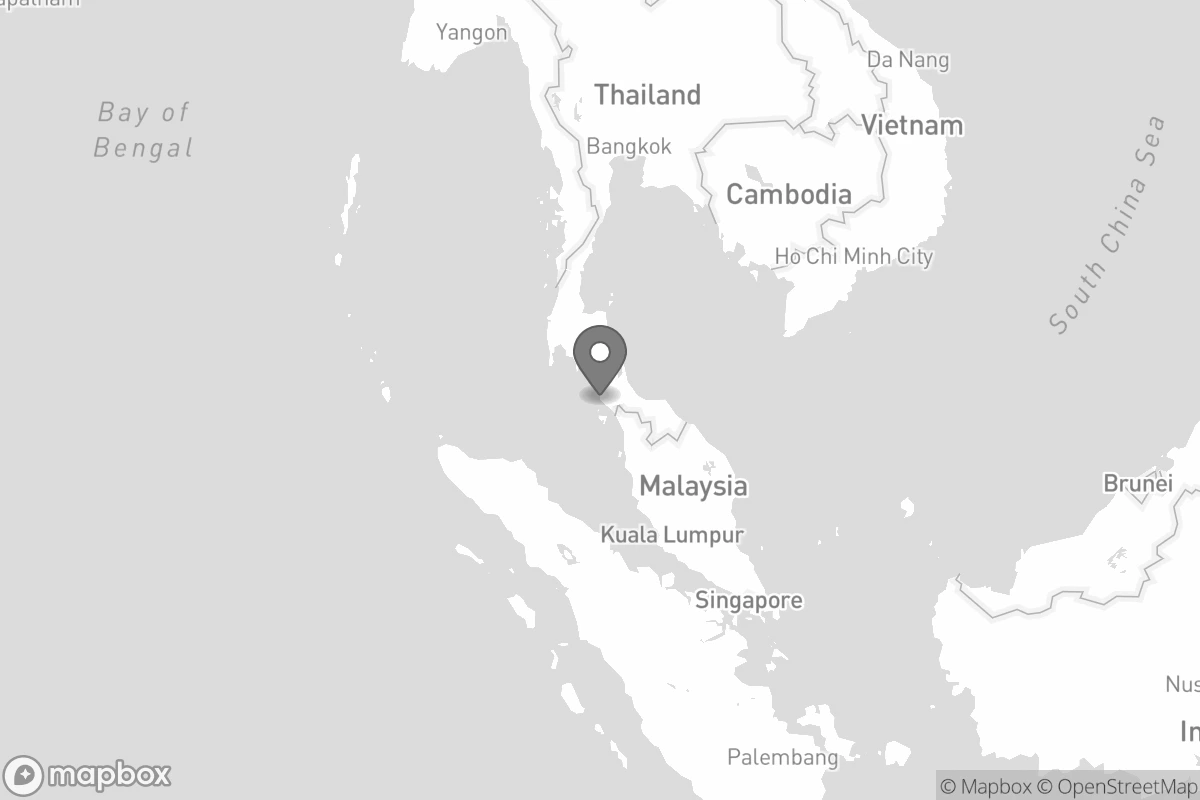 apatnam
Yangon
Da Nang
Thailand
Bay of
Bengal
Vietnam
Bangkok
Cambodia
South China Sea
Ho Chi Minh City
Malaysia
Brunei
Kuala Lumpur
Singapore
Nus
In
Palembang
mapbox
© Mapbox © OpenStreetMap